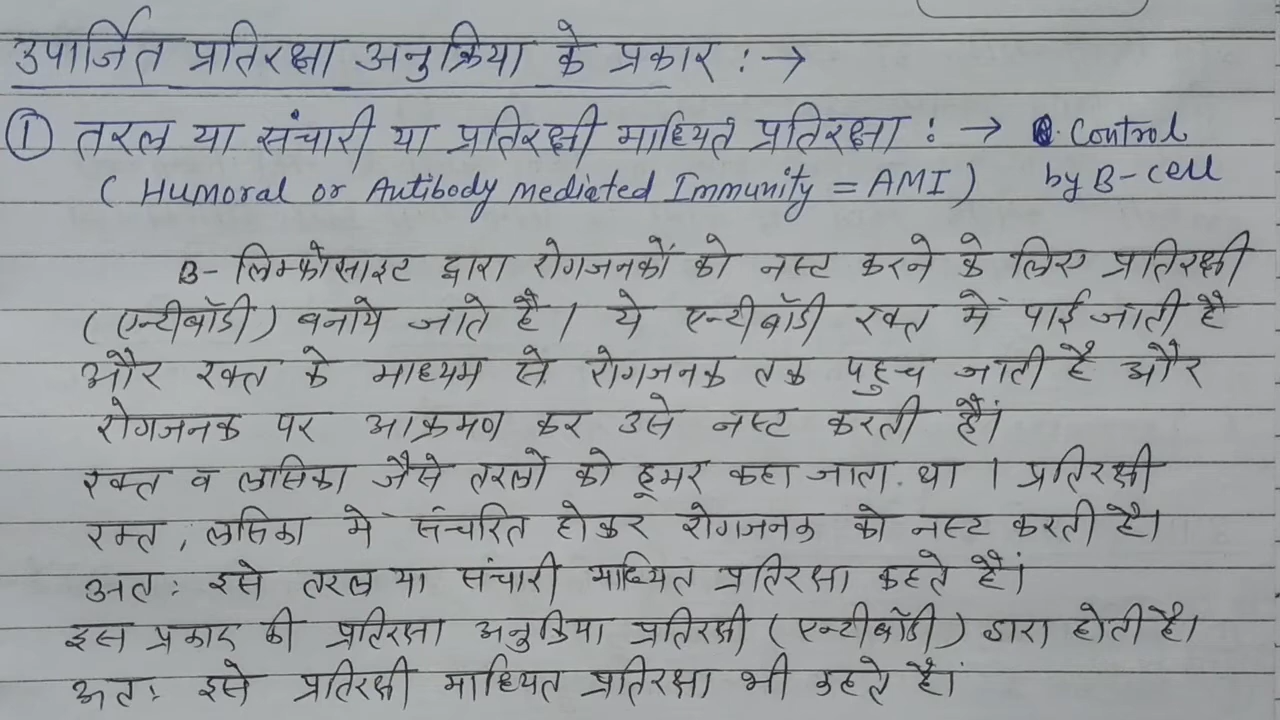 उपार्जित प्रतिरक्षा अनुक्रिया के प्रकार : →
① तरल या संचारी या प्रतिरक्षी माध्यित प्रतिरक्षा : → Control
( Humoral or Autibody mediated Immunity = AMI ) by B-cell
B- लिम्फोसाइट द्वारा रोगजनकों को नस्ट करने के लिए प्रतिरक्षी
( एन्टीबॉडी ) बनाये जाते है । ये एन्टीबॉडी रक्त में पाई जाती है
और रक्त के माध्यम से रोगजनक तक पहुच जाती है और
रोगजनक पर आक्रमण कर उसे नस्ट करती हैं।
रक्त व लसिका जैसे तरलो को हूमर कहा जाता था । प्रतिरक्षी
रक्त , लसिका में संचरित होकर रोगजनक को नस्ट करती है।
अत : इसे तरल या संचारी माध्यित प्रतिरक्षा कहते हैं।
इस प्रकार की प्रतिरक्षा अनुक्रिया प्रतिरक्षी ( एन्टीबॉडी ) द्वारा होती है।
अत : इसे प्रतिरक्षी माध्यित प्रतिरक्षा भी कहते है।